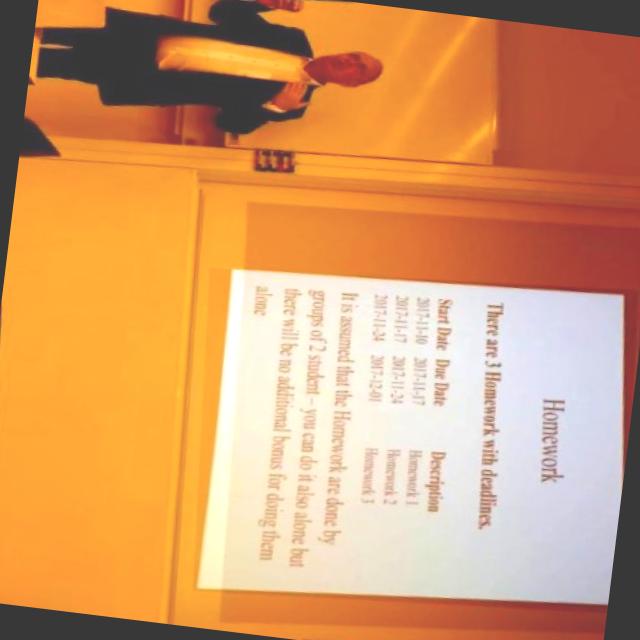 Homework
There are 3 Homework with deadlines.
Start Date Due Date Description
2017-11-10 2017-11-17 Homework 1
2017-11-17 2017-11-24 Homework 2
2017-11-24 2017-12-01 Homework 3
It is assumed that the Homework are done by
groups of 2 student – you can do it also alone but
there will be no additional bonus for doing them
alone